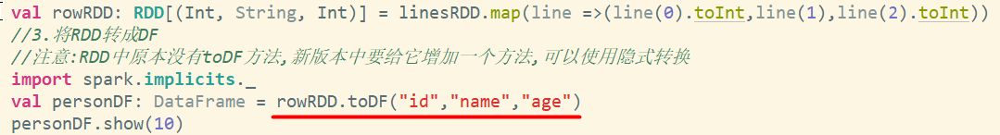 val rowRDD: RDD[(Int, String, Int)] = linesRDD.map(line =>(line(0).toInt,line(1),line(2).toInt))
//3.将RDD转成DF
//注意:RDD中原本没有toDF方法,新版本中要给它增加一个方法,可以使用隐式转换
import spark.implicits._
val personDF: DataFrame = rowRDD.toDF("id","name","age")
personDF.show(10)